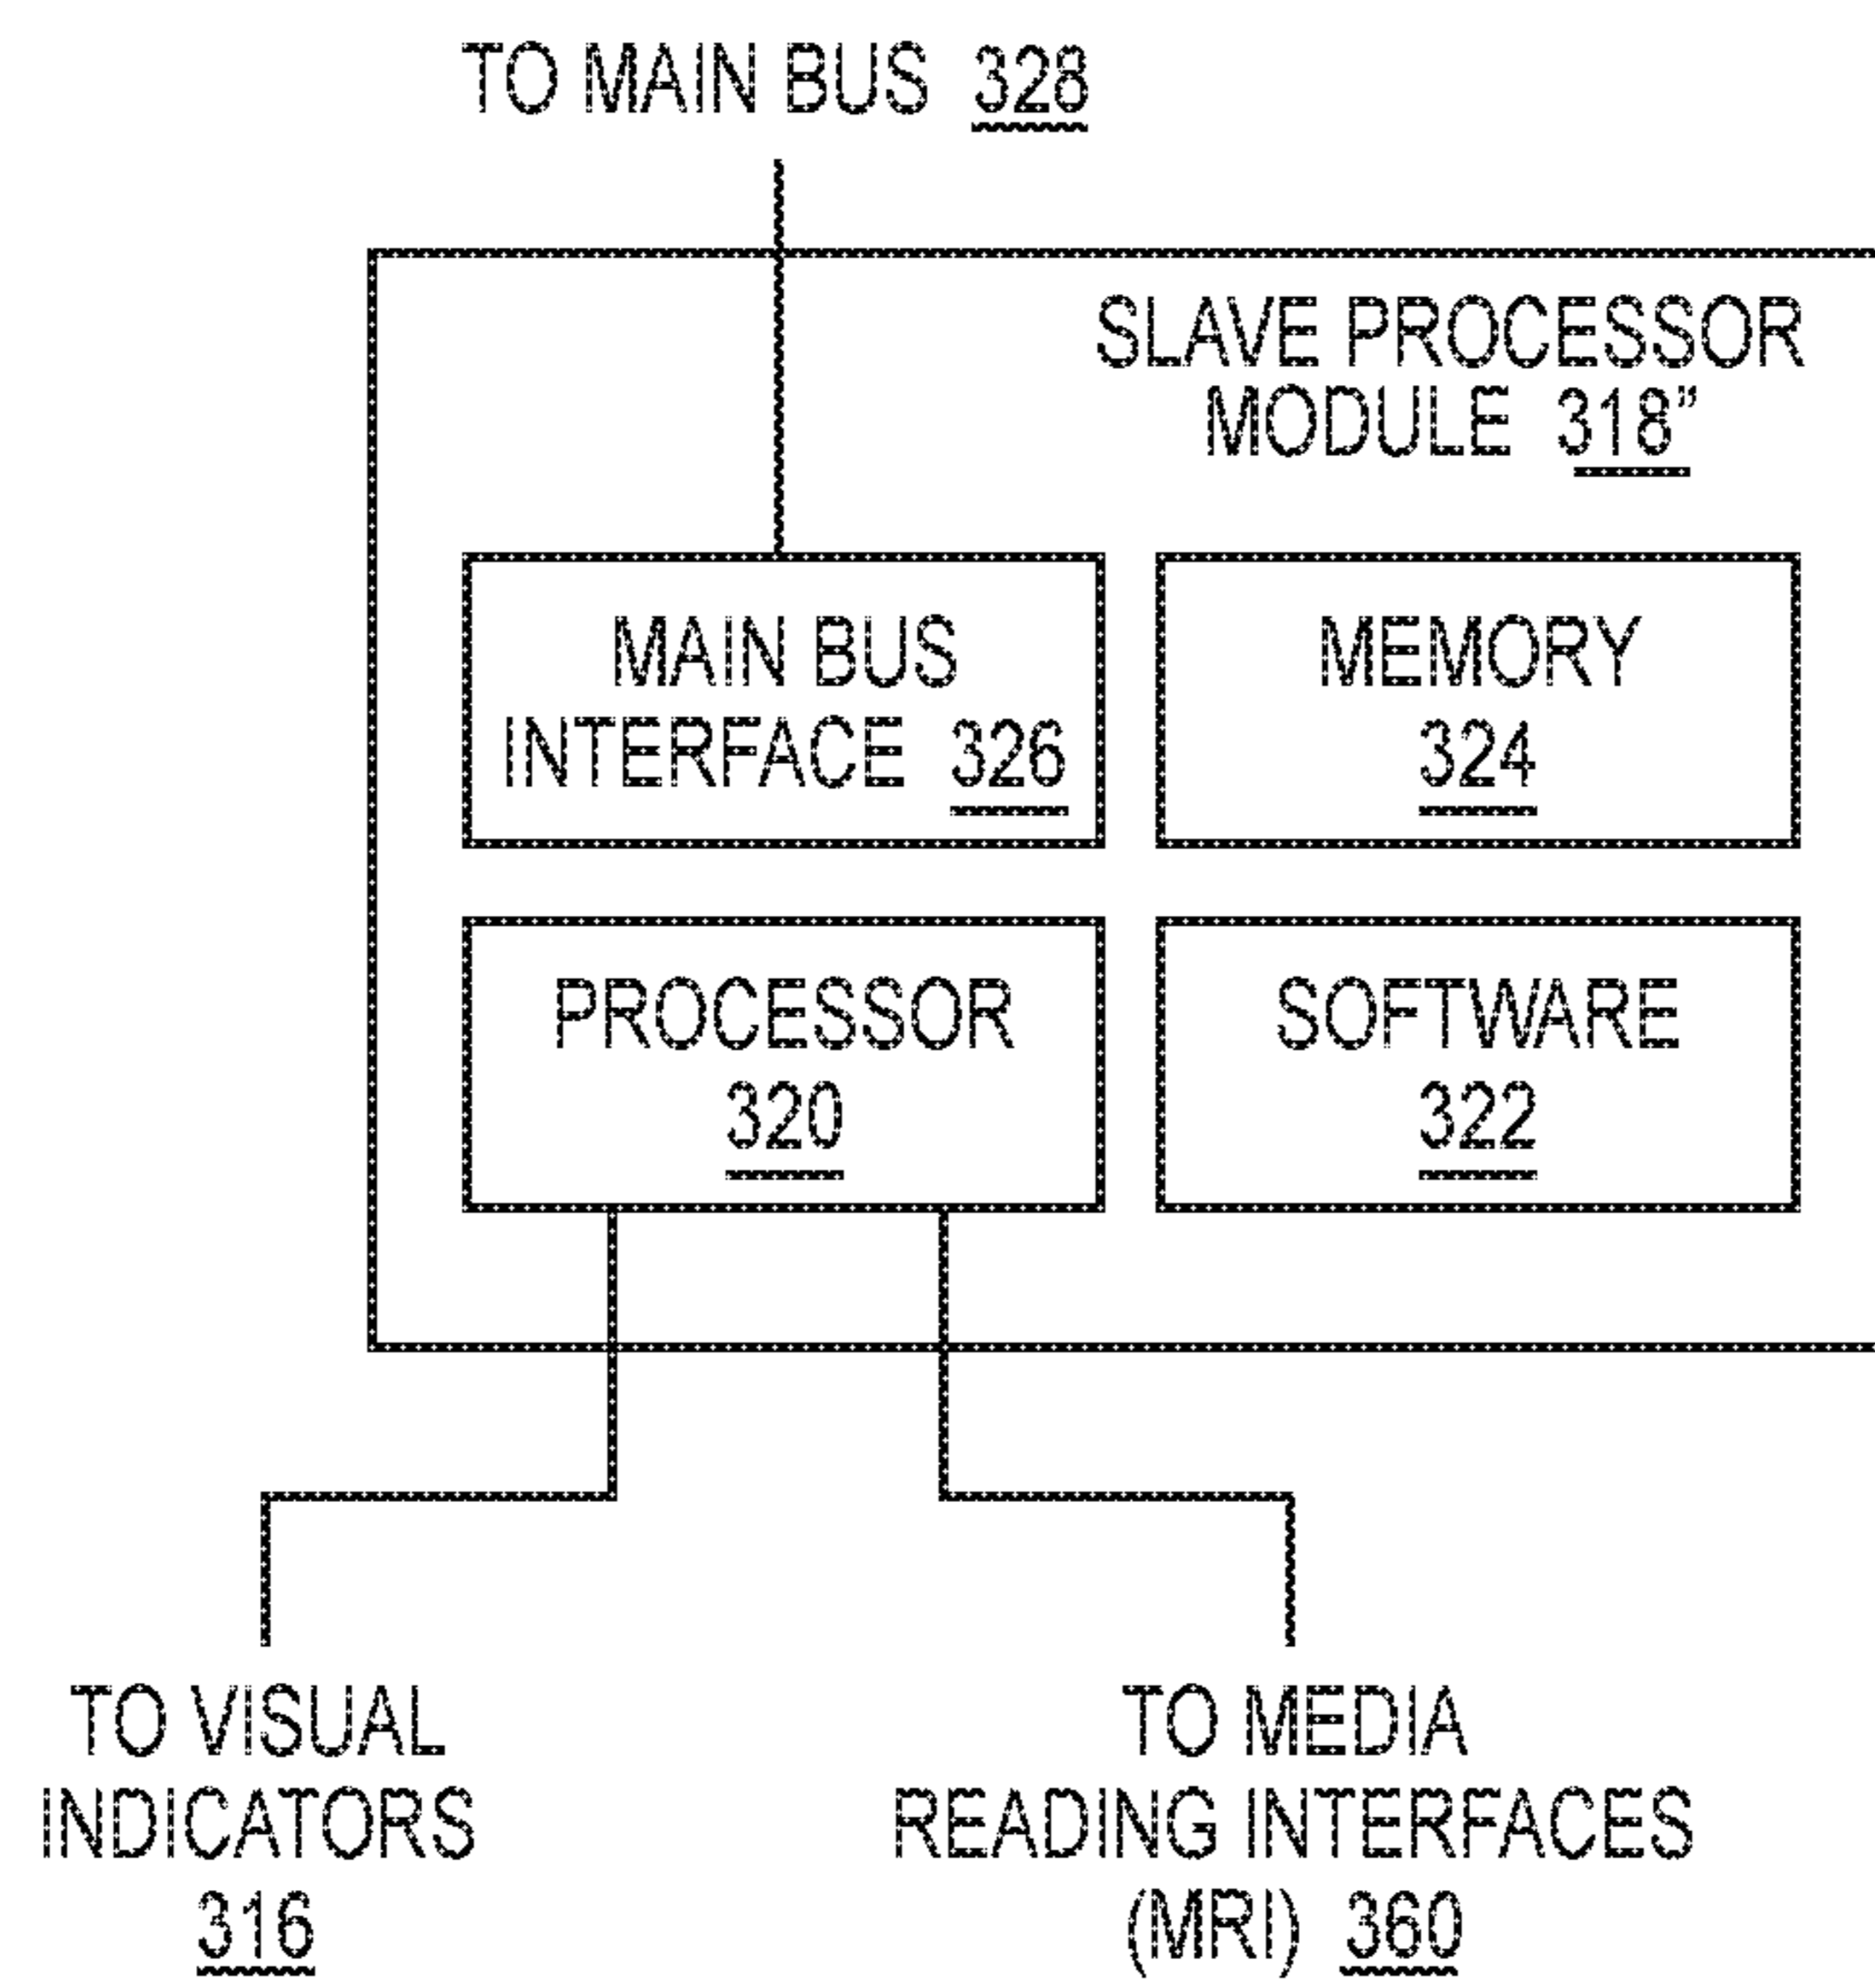 TO MAIN BUS 328
SLAVE PROCESSOR
MODULE 318”
MAIN BUS
INTERFACE 326
MEMORY
324
PROCESSOR
320
SOFTWARE
322
TO VISUAL
INDICATORS
316
TO MEDIA
READING INTERFACES
(MRI) 360